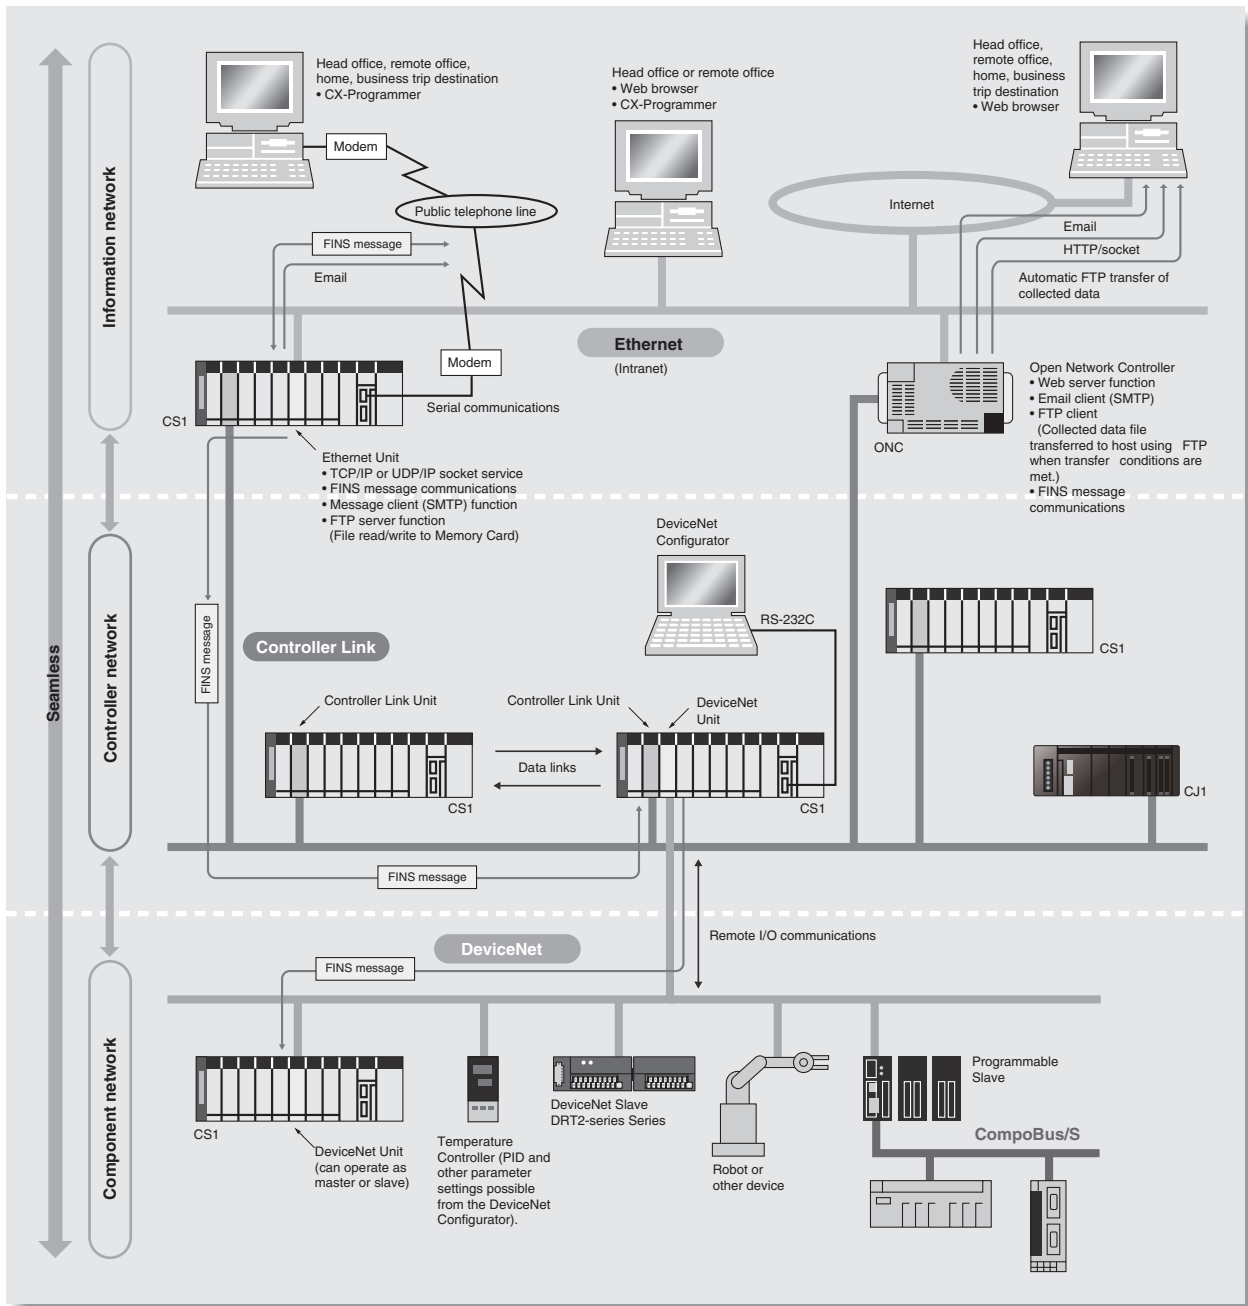 Seamless
Information network
Controller network
Component network
Head office, remote office,
home, business trip destination
• CX-Programmer
Modem
Public telephone line
FINS message
Email
Head office or remote office
• Web browser
• CX-Programmer
Head office,
remote office,
home, business
trip destination
• Web browser
Internet
Email
HTTP/socket
Automatic FTP transfer of
collected data
Ethernet
(Intranet)
Modem
Serial communications
CS1
Ethernet Unit
• TCP/IP or UDP/IP socket service
• FINS message communications
• Message client (SMTP) function
• FTP server function
(File read/write to Memory Card)
ONC
Open Network Controller
• Web server function
• Email client (SMTP)
• FTP client
(Collected data file
transferred to host using FTP
when transfer conditions are
met.)
• FINS message
communications
DeviceNet
Configurator
RS-232C
FINS message
Controller Link
Controller Link Unit
CS1
Data links
Controller Link Unit
DeviceNet
Unit
CS1
CS1
CJ1
FINS message
Remote I/O communications
DeviceNet
FINS message
CS1
DeviceNet Unit
(can operate as
master or slave)
Temperature
Controller (PID and
other parameter
settings possible
from the DeviceNet
Configurator).
DeviceNet Slave
DRT2-series Series
Robot or
other device
Programmable
Slave
CompoBus/S